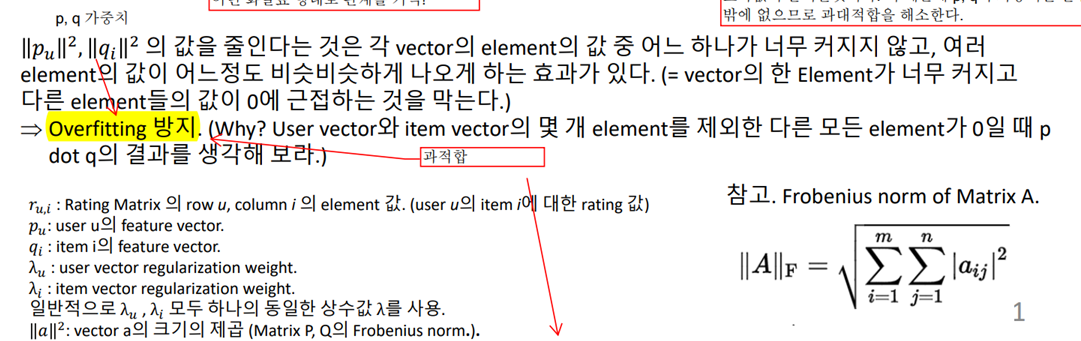 p, q 가중치
밖에 없으므로 과대적합을 해소한다.
‖pᵤ‖², ‖qᵢ‖² 의 값을 줄인다는 것은 각 vector의 element의 값 중 어느 하나가 너무 커지지 않고, 여러
element의 값이 어느정도 비슷비슷하게 나오게 하는 효과가 있다. (= vector의 한 Element가 너무 커지고
다른 element들의 값이 0에 근접하는 것을 막는다.)
⇒ Overfitting 방지. (Why? User vector와 item vector의 몇 개 element를 제외한 다른 모든 element가 0일 때 p
dot q의 결과를 생각해 보라.)
과적합
r_{u,i} : Rating Matrix 의 row u, column i 의 element 값. (user u의 item i에 대한 rating 값)
pᵤ: user u의 feature vector.
qᵢ : item i의 feature vector.
λᵤ : user vector regularization weight.
λᵢ : item vector regularization weight.
일반적으로 λᵤ , λᵢ 모두 하나의 동일한 상수값 λ를 사용.
‖a‖²: vector a의 크기의 제곱 (Matrix P, Q의 Frobenius norm.).
참고. Frobenius norm of Matrix A.
‖A‖_F = √(∑_{i=1}^{m} ∑_{j=1}^{n} |a_{ij}|²)
1